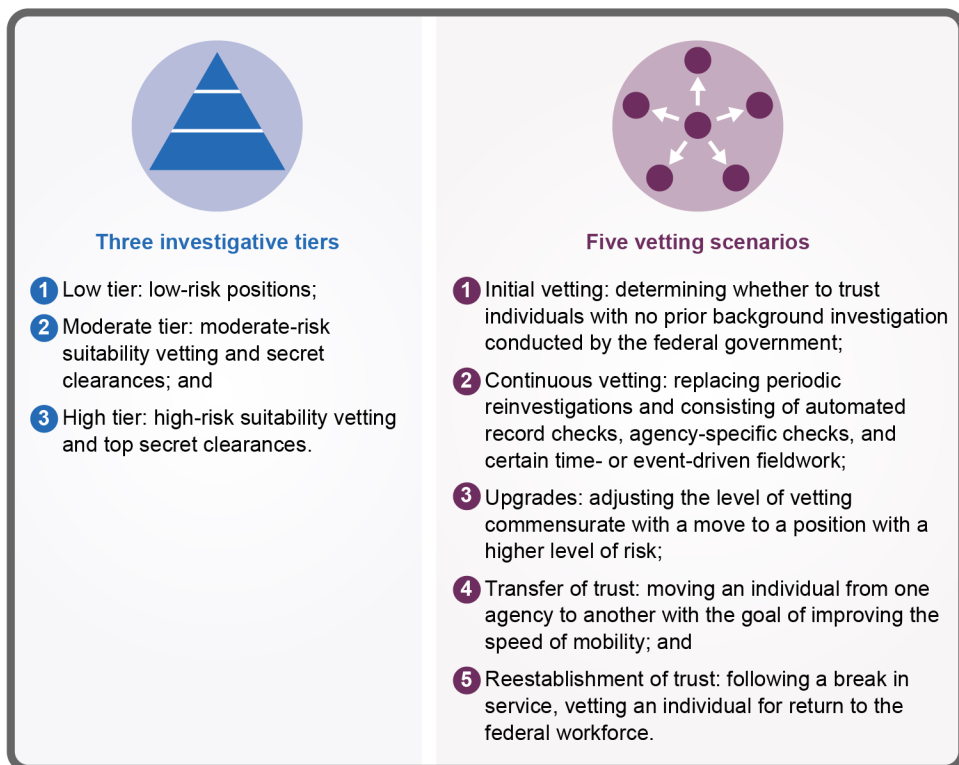 Three investigative tiers
1 Low tier: low-risk positions;
2 Moderate tier: moderate-risk
suitability vetting and secret
clearances; and
3 High tier: high-risk suitability vetting
and top secret clearances.
Five vetting scenarios
1 Initial vetting: determining whether to trust
individuals with no prior background investigation
conducted by the federal government;
2 Continuous vetting: replacing periodic
reinvestigations and consisting of automated
record checks, agency-specific checks, and
certain time- or event-driven fieldwork;
3 Upgrades: adjusting the level of vetting
commensurate with a move to a position with a
higher level of risk;
4 Transfer of trust: moving an individual from one
agency to another with the goal of improving the
speed of mobility; and
5 Reestablishment of trust: following a break in
service, vetting an individual for return to the
federal workforce.